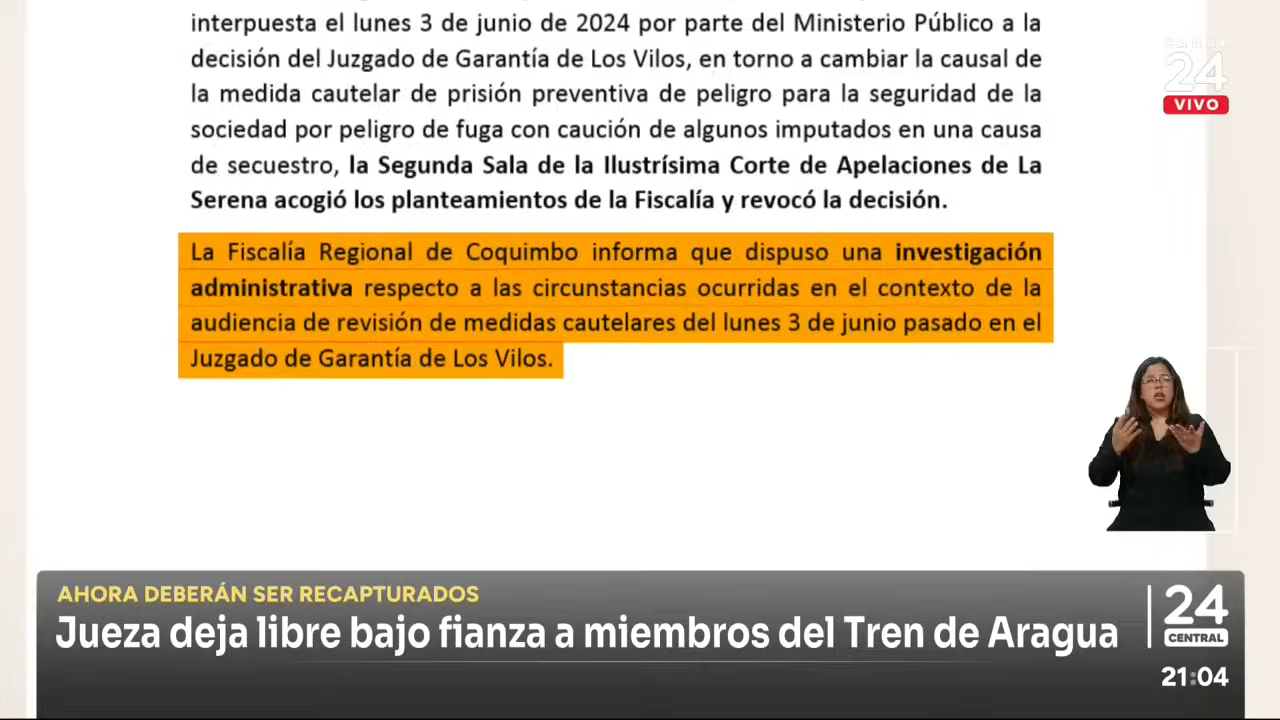 interpuesta el lunes 3 de junio de 2024 por parte del Ministerio Público a la
decisión del Juzgado de Garantía de Los Vilos, en torno a cambiar la causal de
la medida cautelar de prisión preventiva de peligro para la seguridad de la
sociedad por peligro de fuga con caución de algunos imputados en una causa
de secuestro, la Segunda Sala de la Ilustrísima Corte de Apelaciones de La
Serena acogió los planteamientos de la Fiscalía y revocó la decisión.
La Fiscalía Regional de Coquimbo informa que dispuso una investigación
administrativa respecto a las circunstancias ocurridas en el contexto de la
audiencia de revisión de medidas cautelares del lunes 3 de junio pasado en el
Juzgado de Garantía de Los Vilos.
CANAL
24
VIVO
AHORA DEBERÁN SER RECAPTURADOS
Jueza deja libre bajo fianza a miembros del Tren de Aragua
24
CENTRAL
21:04